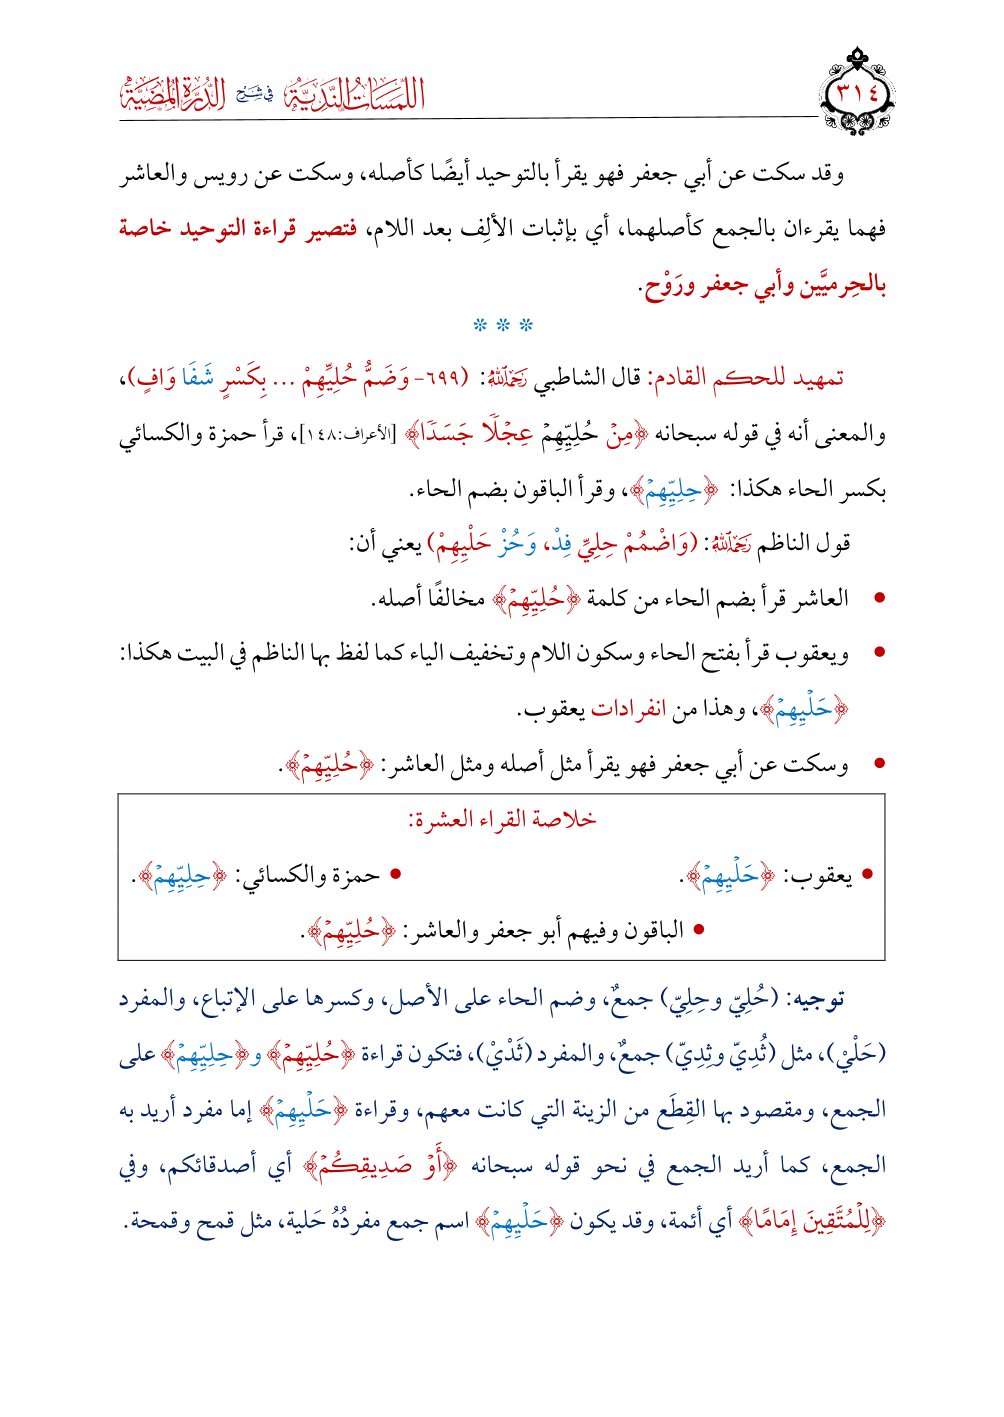 ٣١٤
اللمسات الندية في شرح الدرة المضية
وقد سكت عن أبي جعفر فهو يقرأ بالتوحيد أيضًا كأصله، وسكت عن رويس والعاشر
فهما يقرءان بالجمع كأصلهما، أي بإثبات الألِف بعد اللام، فتصير قراءة التوحيد خاصة
بالحِرميَّين وأبي جعفر ورَوْح.
* * *
تمهيد للحكم القادم: قال الشاطبي رَحِمَهُ اللَّهُ: (٦٩٩- وَضَمُّ حُلِيِّهِمْ ... بِكَسْرٍ شَفَا وَافٍ)،
والمعنى أنه في قوله سبحانه ﴿مِنۡ حُلِيِّهِمۡ عِجۡلٗا جَسَدٗا﴾ [الأعراف:١٤٨]، قرأ حمزة والكسائي
بكسر الحاء هكذا: ﴿حِلِيِّهِمۡ﴾، وقرأ الباقون بضم الحاء.
قول الناظم رَحِمَهُ اللَّهُ: (وَاضْمُمْ حِلِيِّ فِدْ، وَحُزْ حَلْيِهِمْ) يعني أن:
• العاشر قرأ بضم الحاء من كلمة ﴿حُلِيِّهِمۡ﴾ مخالفًا أصله.
• ويعقوب قرأ بفتح الحاء وسكون اللام وتخفيف الياء كما لفظ بها الناظم في البيت هكذا:
﴿حَلۡيِهِمۡ﴾، وهذا من انفرادات يعقوب.
• وسكت عن أبي جعفر فهو يقرأ مثل أصله ومثل العاشر: ﴿حُلِيِّهِمۡ﴾.
خلاصة القراء العشرة:
• يعقوب: ﴿حَلۡيِهِمۡ﴾. • حمزة والكسائي: ﴿حِلِيِّهِمۡ﴾.
• الباقون وفيهم أبو جعفر والعاشر: ﴿حُلِيِّهِمۡ﴾.
توجيه: (حُلِيّ وحِلِيّ) جمعٌ، وضم الحاء على الأصل، وكسرها على الإتباع، والمفرد
(حَلْيْ)، مثل (ثُدِيّ وثِدِيّ) جمعٌ، والمفرد (ثَدْيْ)، فتكون قراءة ﴿حُلِيِّهِمۡ﴾ و﴿حِلِيِّهِمۡ﴾ على
الجمع، ومقصود بها القِطَع من الزينة التي كانت معهم، وقراءة ﴿حَلۡيِهِمۡ﴾ إما مفرد أريد به
الجمع، كما أريد الجمع في نحو قوله سبحانه ﴿أَوۡ صَدِيقِكُمۡ﴾ أي أصدقائكم، وفي
﴿لِلۡمُتَّقِينَ إِمَامًا﴾ أي أئمة، وقد يكون ﴿حَلۡيِهِمۡ﴾ اسم جمع مفردُهُ حَلية، مثل قمح وقمحة.